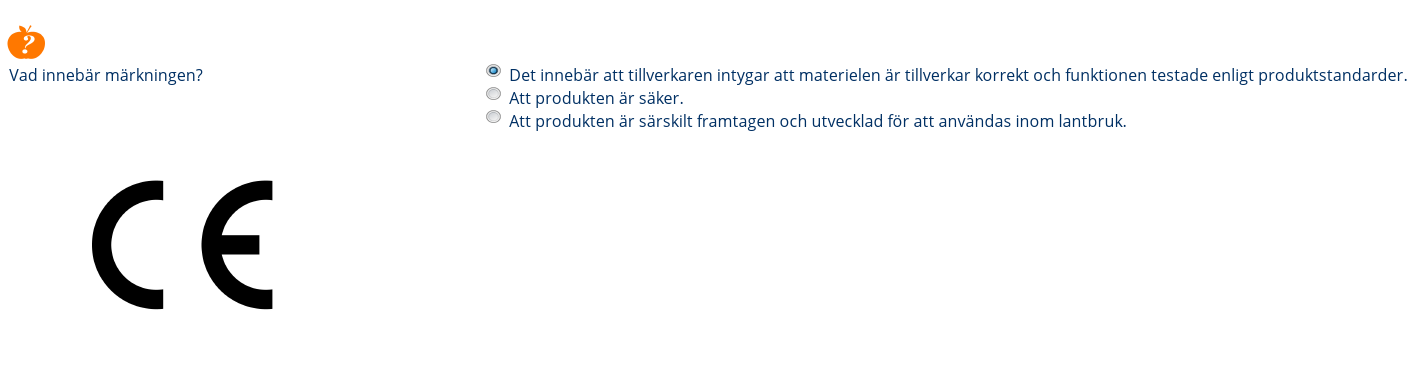 ?
Vad innebär märkningen?
Det innebär att tillverkaren intygar att materielen är tillverkar korrekt och funktionen testade enligt produktstandarder.
Att produkten är säker.
Att produkten är särskilt framtagen och utvecklad för att användas inom lantbruk.
CE